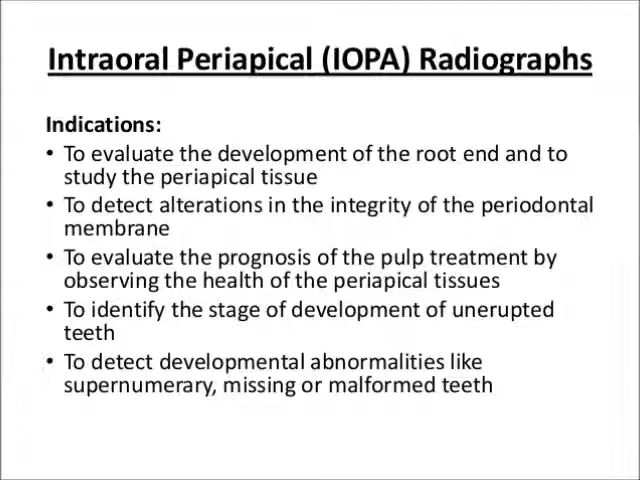 Intraoral Periapical (IOPA) Radiographs
Indications:
• To evaluate the development of the root end and to
study the periapical tissue
• To detect alterations in the integrity of the periodontal
membrane
• To evaluate the prognosis of the pulp treatment by
observing the health of the periapical tissues
• To identify the stage of development of unerupted
teeth
• To detect developmental abnormalities like
supernumerary, missing or malformed teeth